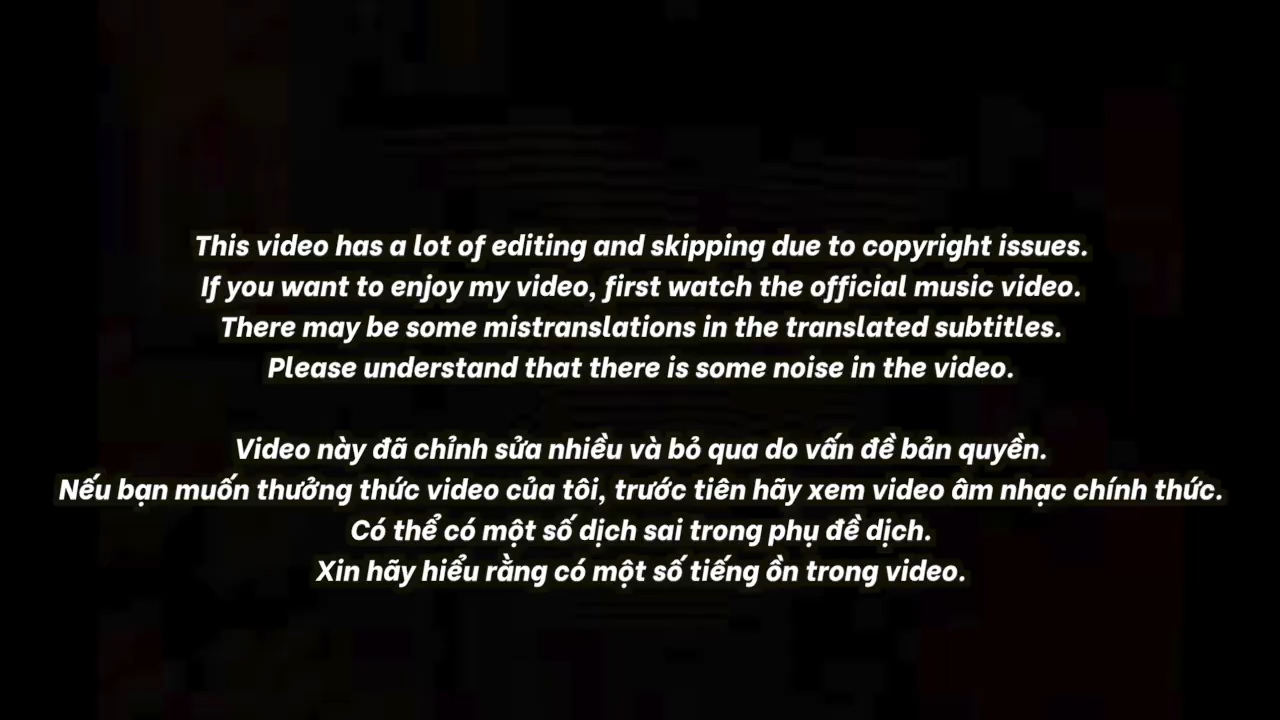 This video has a lot of editing and skipping due to copyright issues.
If you want to enjoy my video, first watch the official music video.
There may be some mistranslations in the translated subtitles.
Please understand that there is some noise in the video.
Video này đã chỉnh sửa nhiều và bỏ qua do vấn đề bản quyền.
Nếu bạn muốn thưởng thức video của tôi, trước tiên hãy xem video âm nhạc chính thức.
Có thể có một số dịch sai trong phụ đề dịch.
Xin hãy hiểu rằng có một số tiếng ồn trong video.